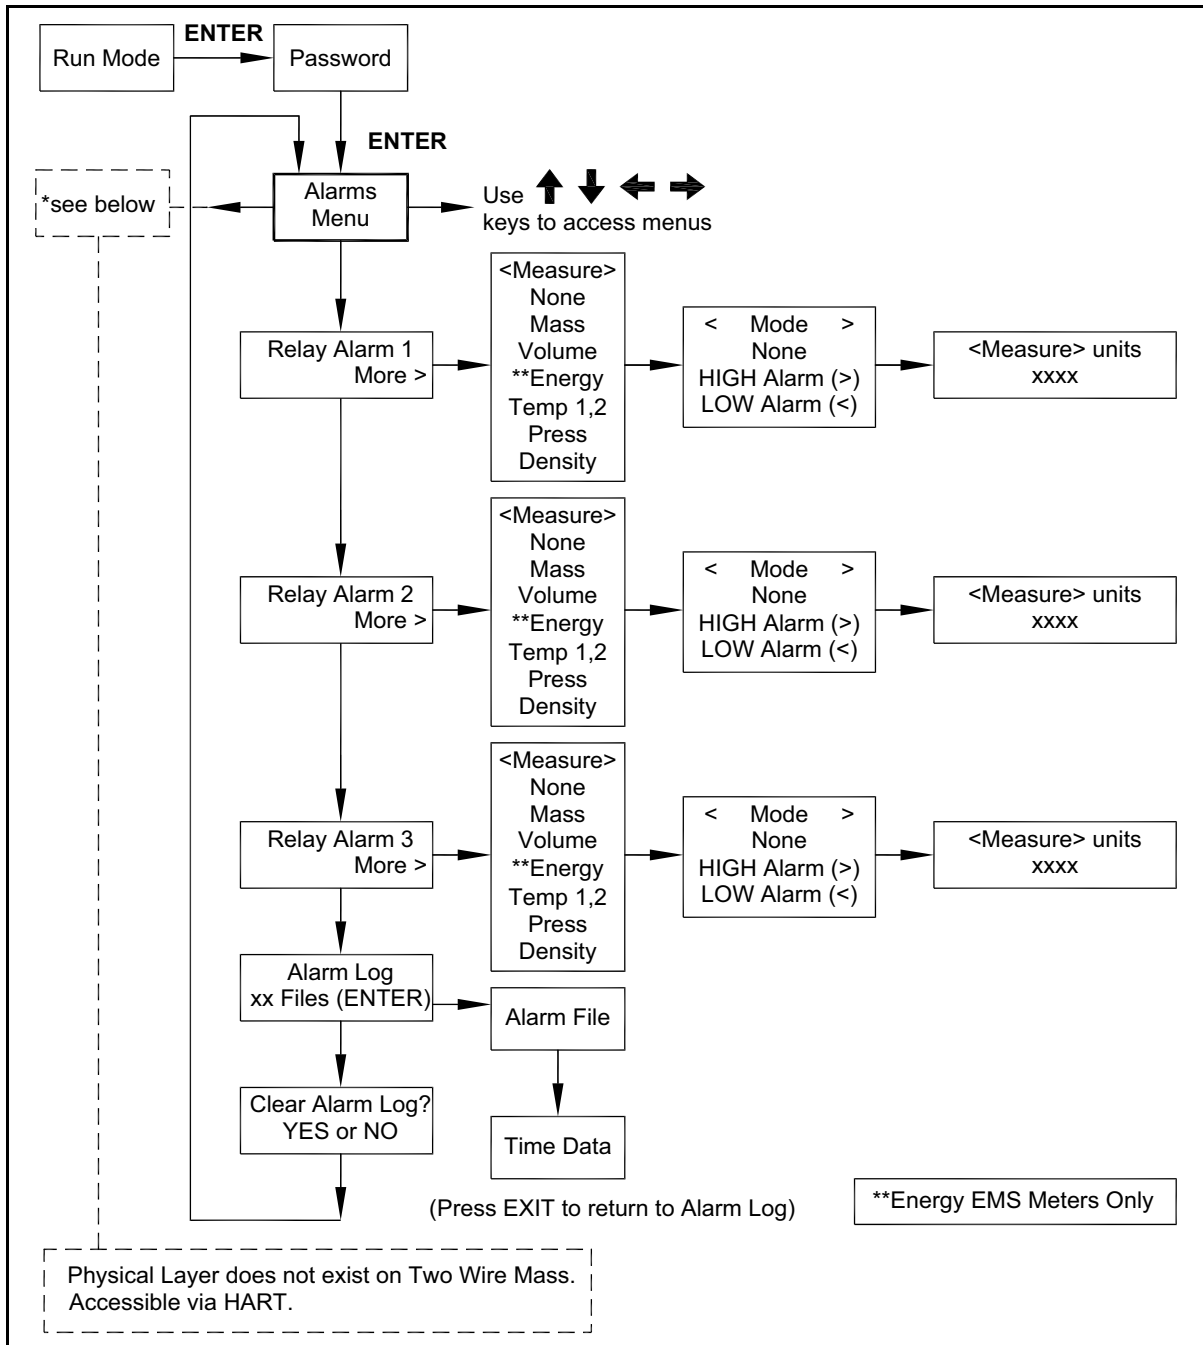 Run Mode
ENTER
Password
ENTER
*see below
Alarms
Menu
Use
keys to access menus
Relay Alarm 1
More >
<Measure>
None
Mass
Volume
**Energy
Temp 1,2
Press
Density
< Mode >
None
HIGH Alarm (>)
LOW Alarm (<)
<Measure> units
xxxx
Relay Alarm 2
More >
<Measure>
None
Mass
Volume
**Energy
Temp 1,2
Press
Density
< Mode >
None
HIGH Alarm (>)
LOW Alarm (<)
<Measure> units
xxxx
Relay Alarm 3
More >
<Measure>
None
Mass
Volume
**Energy
Temp 1,2
Press
Density
< Mode >
None
HIGH Alarm (>)
LOW Alarm (<)
<Measure> units
xxxx
Alarm Log
xx Files (ENTER)
Alarm File
Clear Alarm Log?
YES or NO
Time Data
(Press EXIT to return to Alarm Log)
**Energy EMS Meters Only
Physical Layer does not exist on Two Wire Mass.
Accessible via HART.